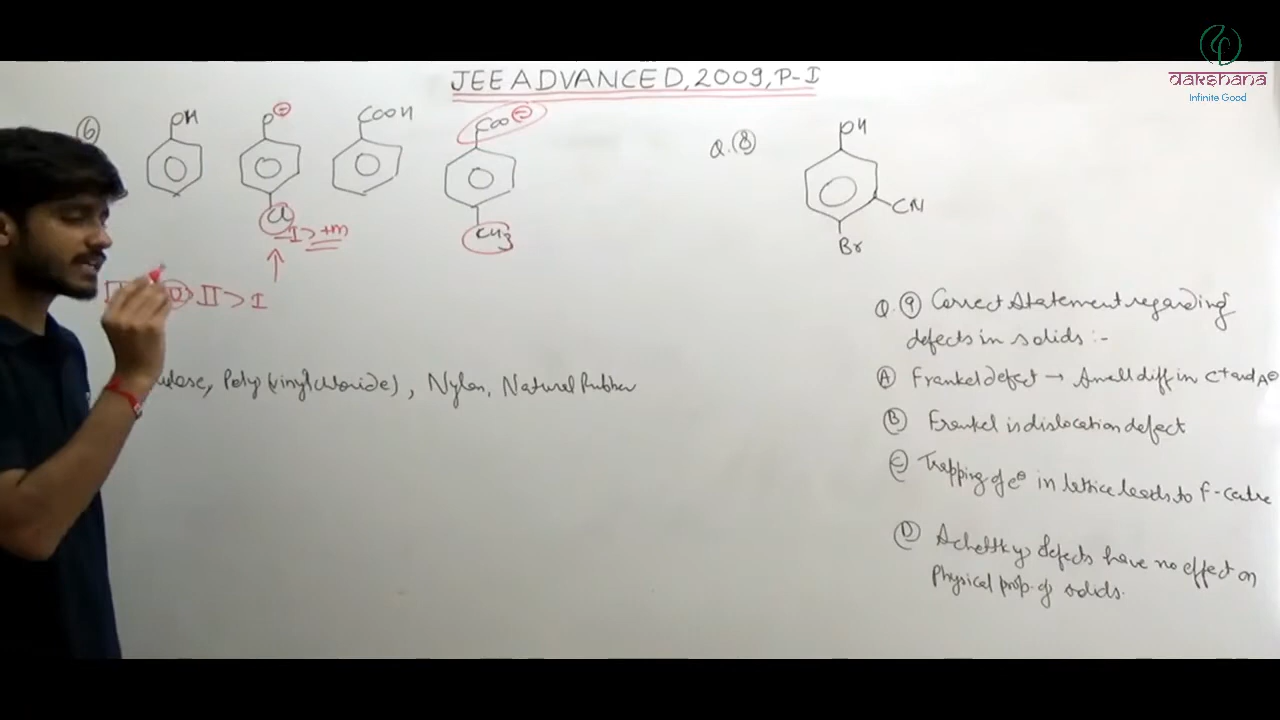 dakshana
Infinite Good
JEE ADVANCED, 2009, P-I
6
OH
O⊖
COOH
COO⊖
Cl
-I > +m
CH3
> II > I
Poly(vinylchloride), Nylon, Natural Rubber
Q.(8)
OH
CN
Br
Q. 9 Correct statement regarding
defects in solids :-
A Frenkel defect → Small diff in C+ and A⊖
B Frenkel is dislocation defect
C Trapping of e⊖ in lattice leads to F-centre
D Schottky defects have no effect on
Physical prop. of solids.